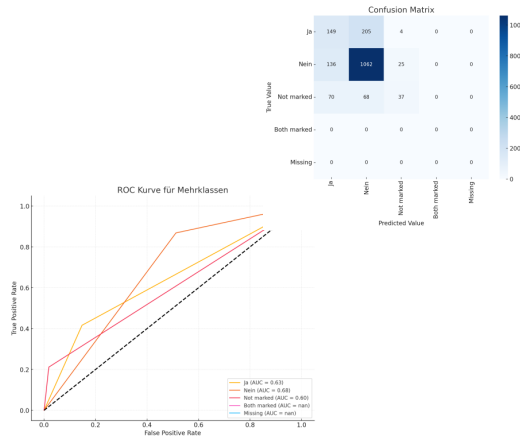 Confusion Matrix
True Value
Ja 149 205 4 0 0
Nein 136 1062 25 0 0
Not marked 70 68 37 0 0
Both marked 0 0 0 0 0
Missing 0 0 0 0 0
Ja Nein Not marked Both marked Missing
Predicted Value
800
600
400
200
0
ROC Kurve für Mehrklassen
True Positive Rate
1.0
0.8
0.6
0.4
0.2
0.0
0.0 0.2 0.4 0.6 0.8 1.0
False Positive Rate
Ja (AUC = 0.63)
Nein (AUC = 0.68)
Not marked (AUC = 0.60)
Both marked (AUC = nan)
Missing (AUC = nan)